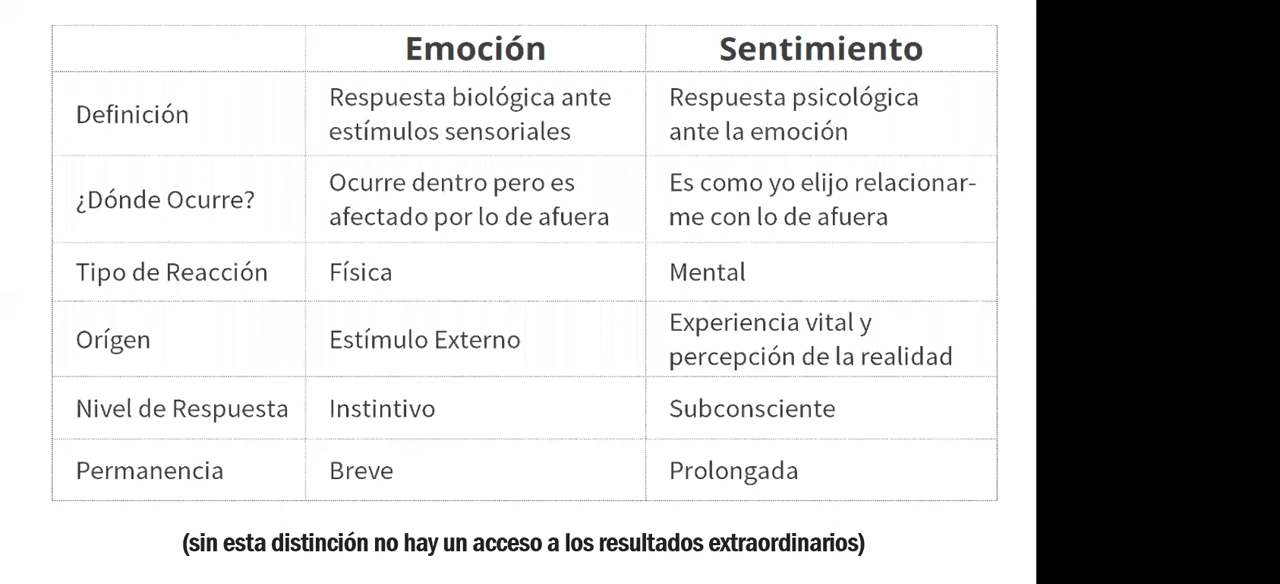 Emoción Sentimiento
Definición
Respuesta biológica ante
estímulos sensoriales
Respuesta psicológica
ante la emoción
¿Dónde Ocurre?
Ocurre dentro pero es
afectado por lo de afuera
Es como yo elijo relacionar-
me con lo de afuera
Tipo de Reacción Física Mental
Orígen
Estímulo Externo
Experiencia vital y
percepción de la realidad
Nivel de Respuesta Instintivo Subconsciente
Permanencia Breve Prolongada
(sin esta distinción no hay un acceso a los resultados extraordinarios)